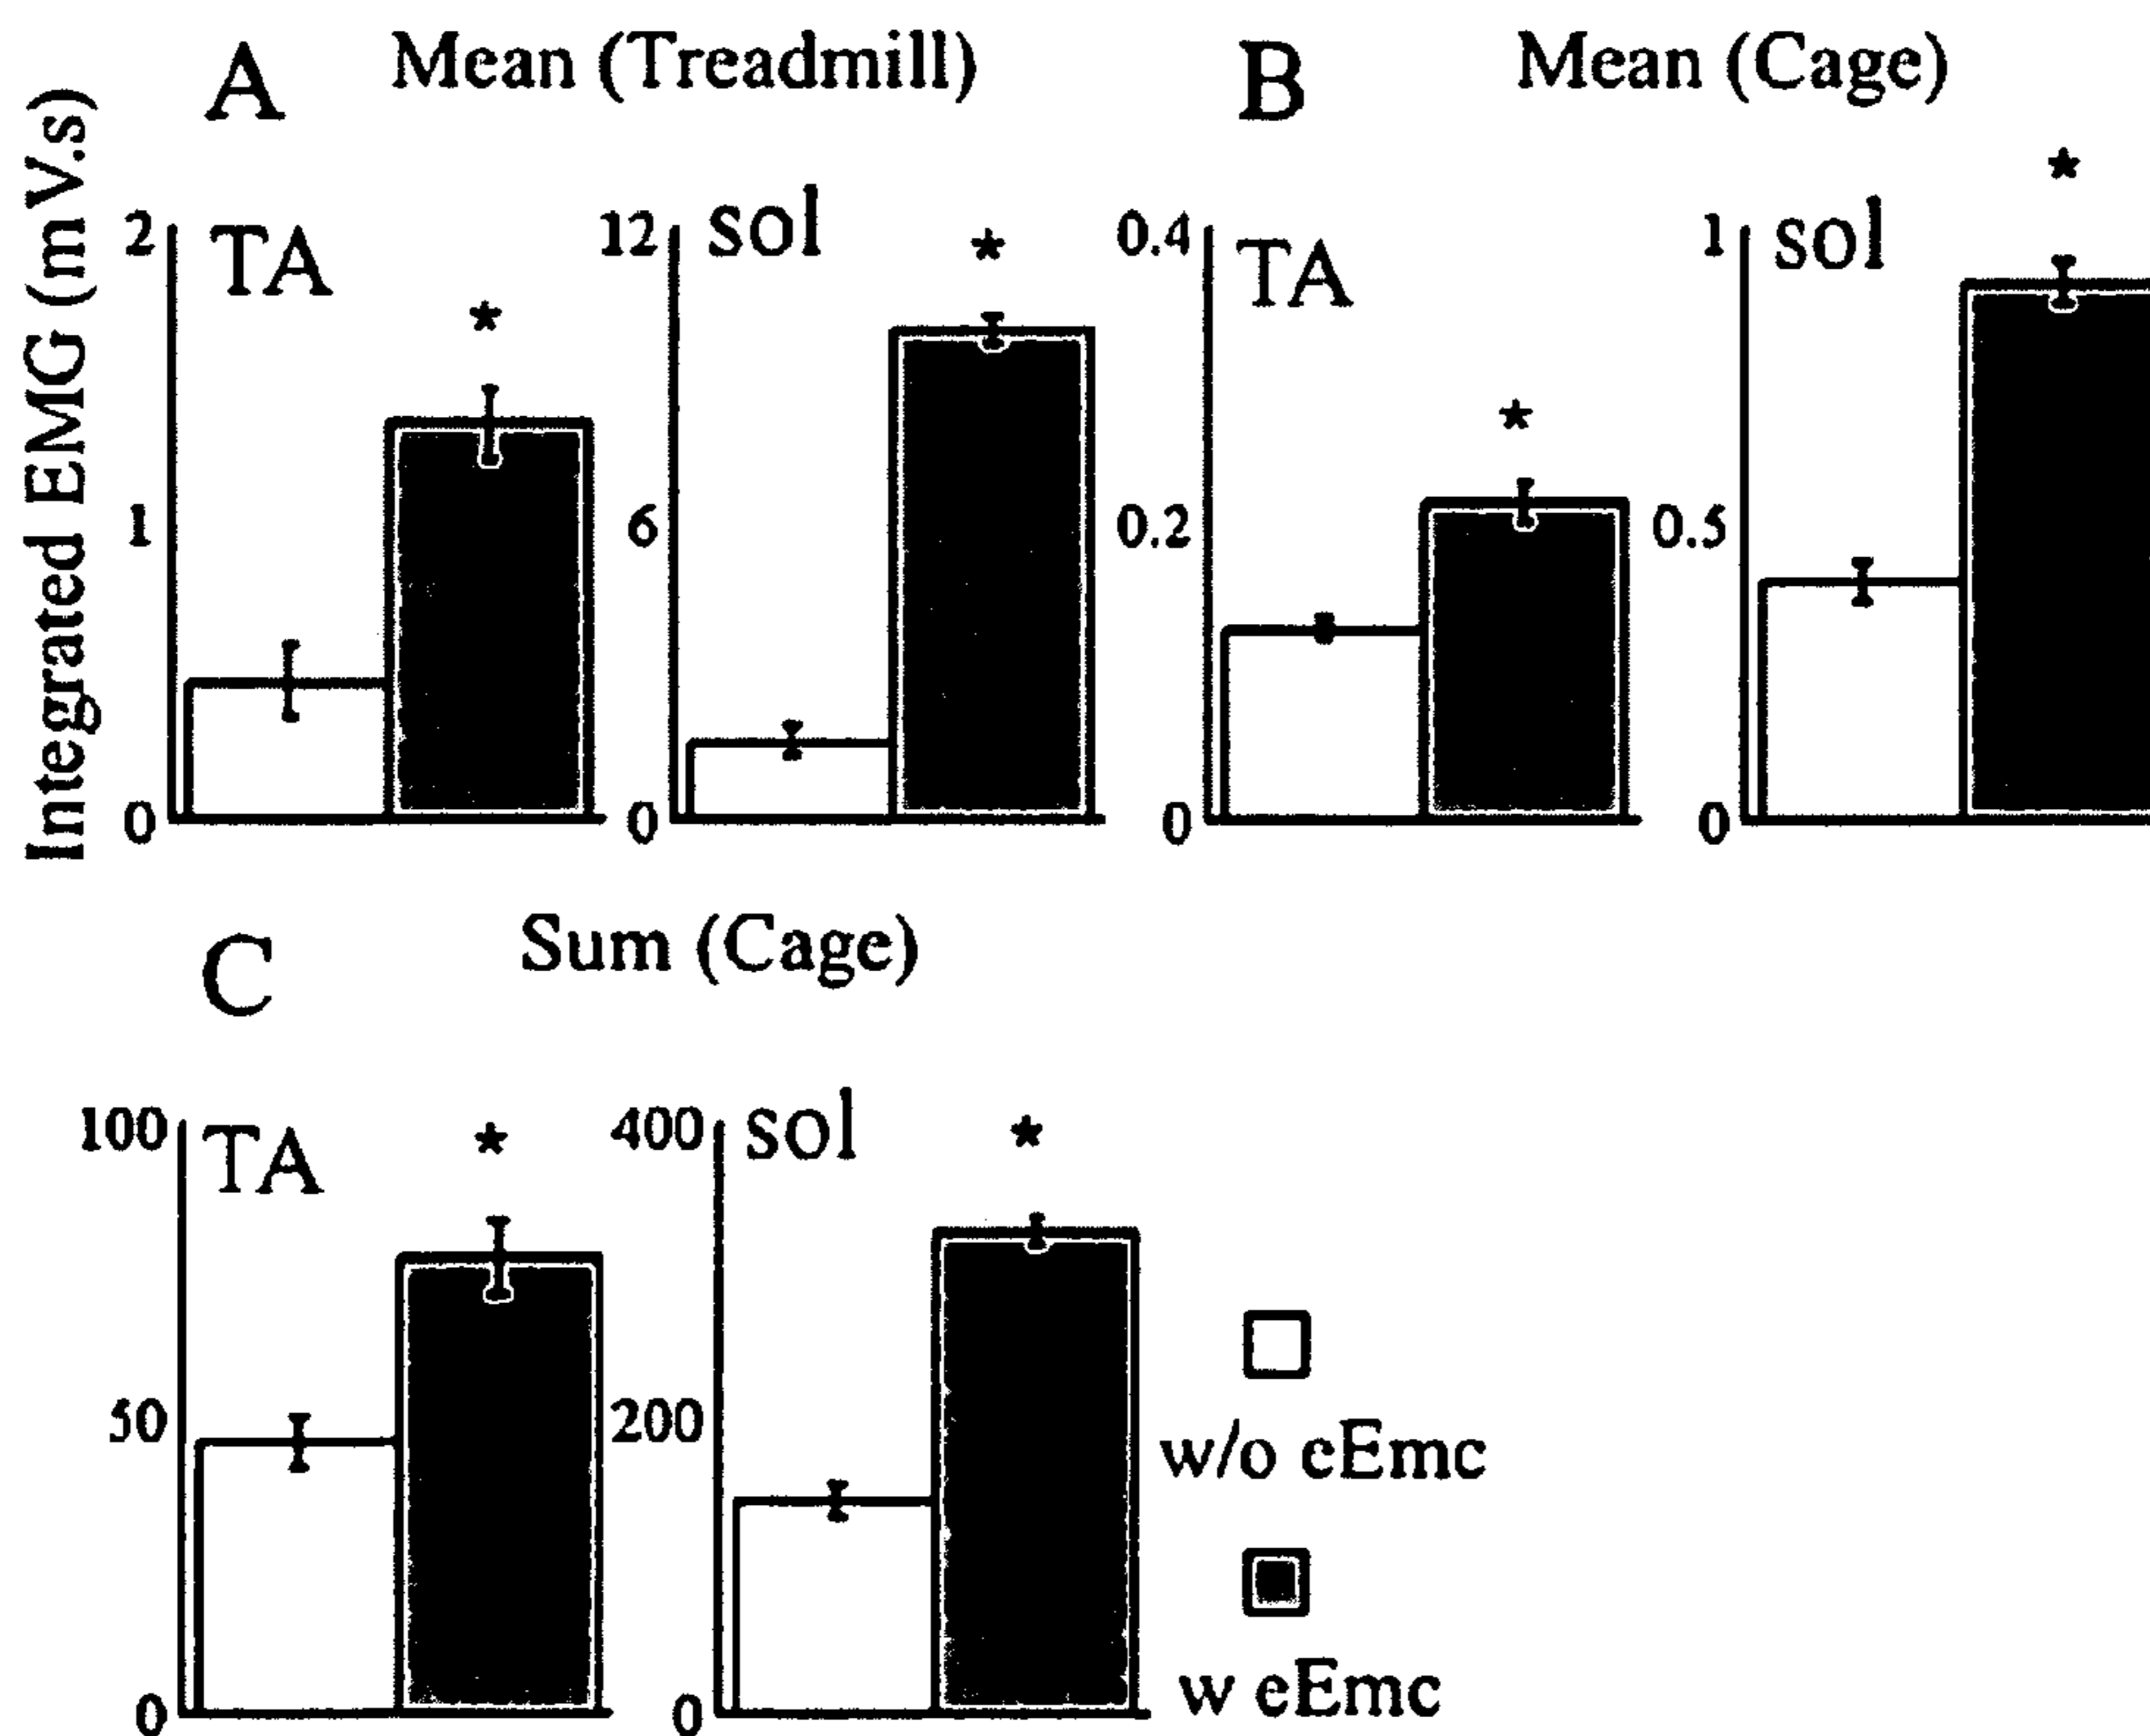 A Mean (Treadmill)
B Mean (Cage)
Integrated EMG (mV.s)
2 TA *
1
0
12 sol *
6
0
0.4 TA *
0.2
0
1 sol *
0.5
0
C Sum (Cage)
100 TA *
50
0
400 sol *
200
0
w/o eEmc
w eEmc